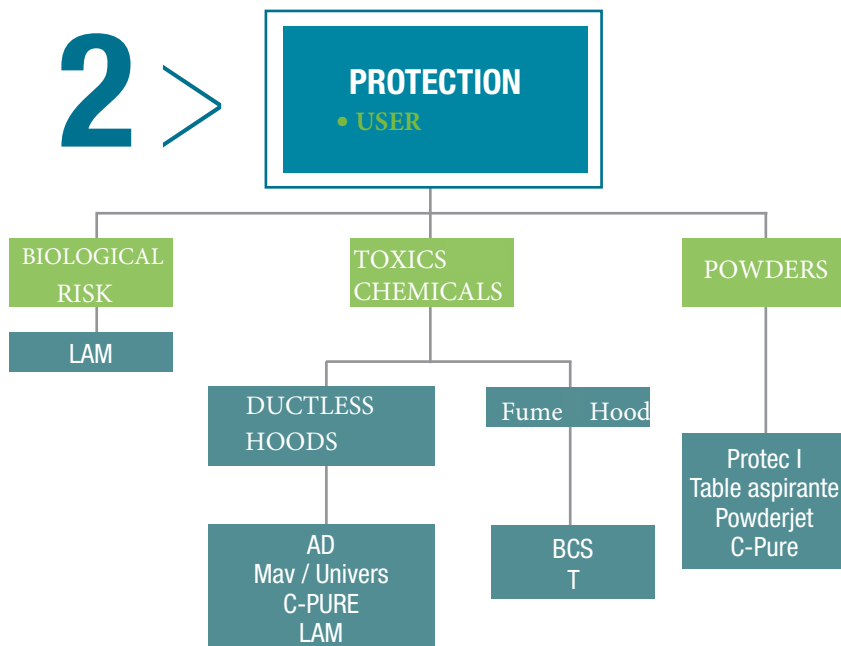 2 >
PROTECTION
• USER
BIOLOGICAL
RISK
LAM
TOXICS
CHEMICALS
DUCTLESS
HOODS
AD
Mav / Univers
C-PURE
LAM
Fume Hood
BCS
T
POWDERS
Protec I
Table aspirante
Powderjet
C-Pure